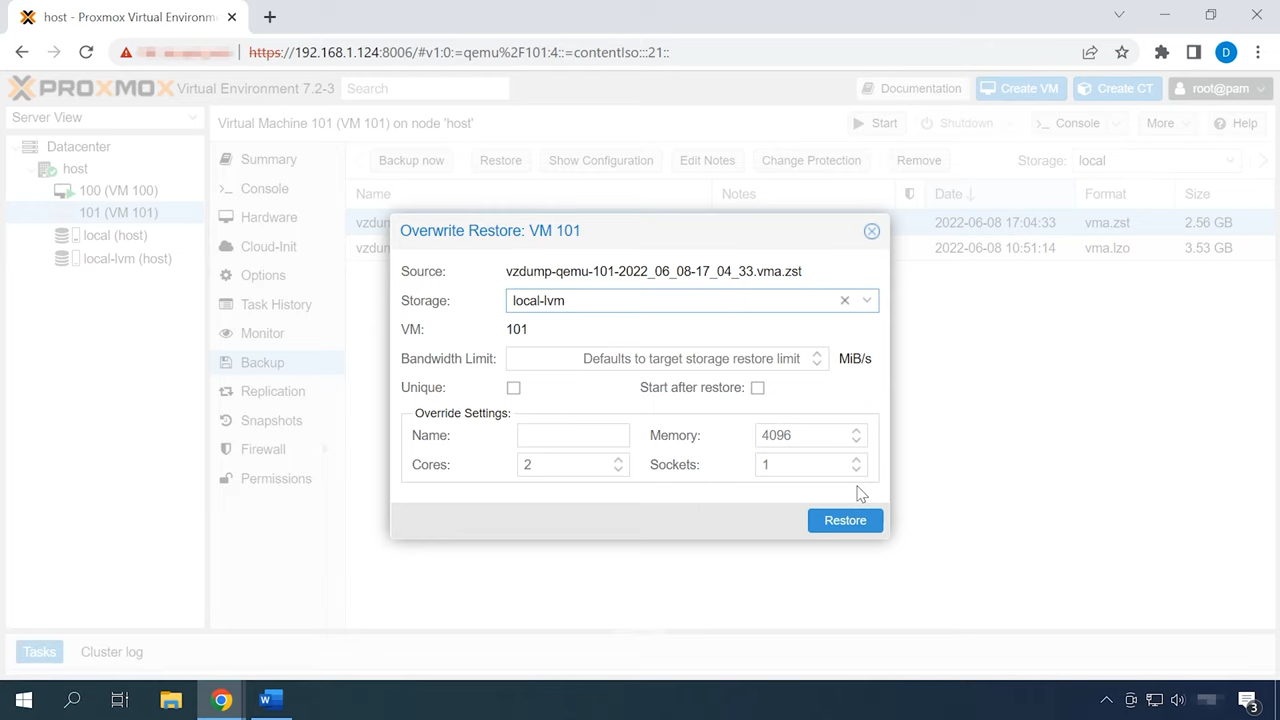 host - Proxmox Virtual Environm
https://192.168.1.124:8006/#v1:0:=qemu%2F101:4::=contentIso:::21::
D
PROXMOX Virtual Environment 7.2-3 Search Documentation Create VM Create CT root@pam
Server View
Virtual Machine 101 (VM 101) on node 'host' Start Shutdown Console More Help
Datacenter
host
100 (VM 100)
101 (VM 101)
local (host)
local-lvm (host)
Summary
Console
Hardware
Cloud-Init
Options
Task History
Monitor
Backup
Replication
Snapshots
Firewall
Permissions
Backup now Restore Show Configuration Edit Notes Change Protection Remove Storage: local
Name Notes Date Format Size
vzdum 2022-06-08 17:04:33 vma.zst 2.56 GB
vzdum 2022-06-08 10:51:14 vma.lzo 3.53 GB
Overwrite Restore: VM 101
Source: vzdump-qemu-101-2022_06_08-17_04_33.vma.zst
Storage: local-lvm
VM: 101
Bandwidth Limit: Defaults to target storage restore limit MiB/s
Unique: Start after restore:
Override Settings:
Name: Memory: 4096
Cores: 2 Sockets: 1
Restore
Tasks Cluster log
W 3